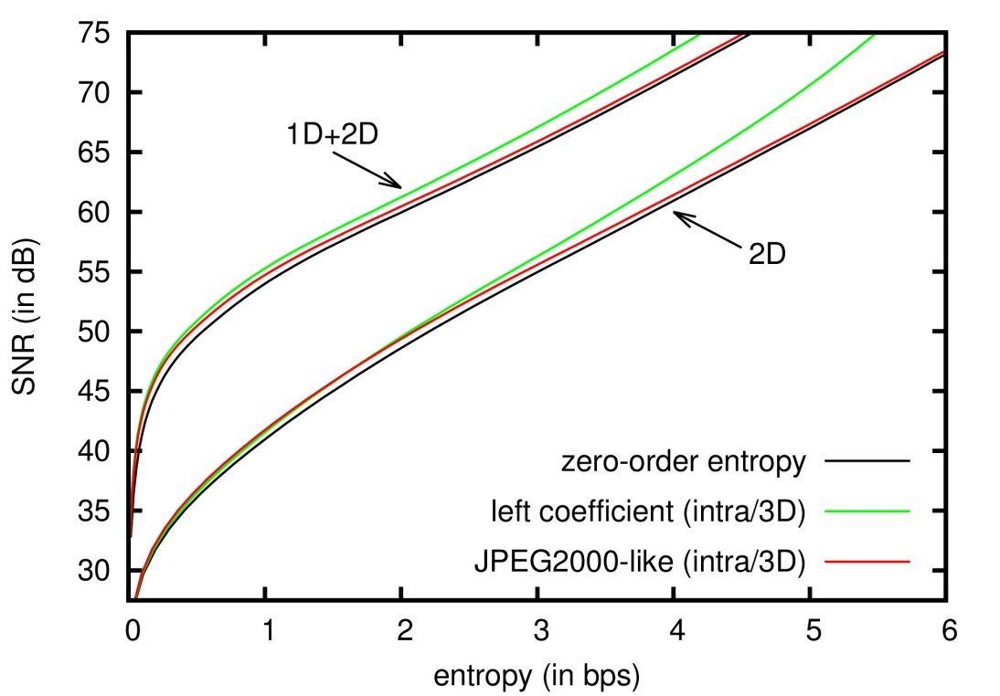 75
70
65
60
55
50
45
40
35
30
SNR (in dB)
1D+2D
2D
zero-order entropy
left coefficient (intra/3D)
JPEG2000-like (intra/3D)
0 1 2 3 4 5 6
entropy (in bps)